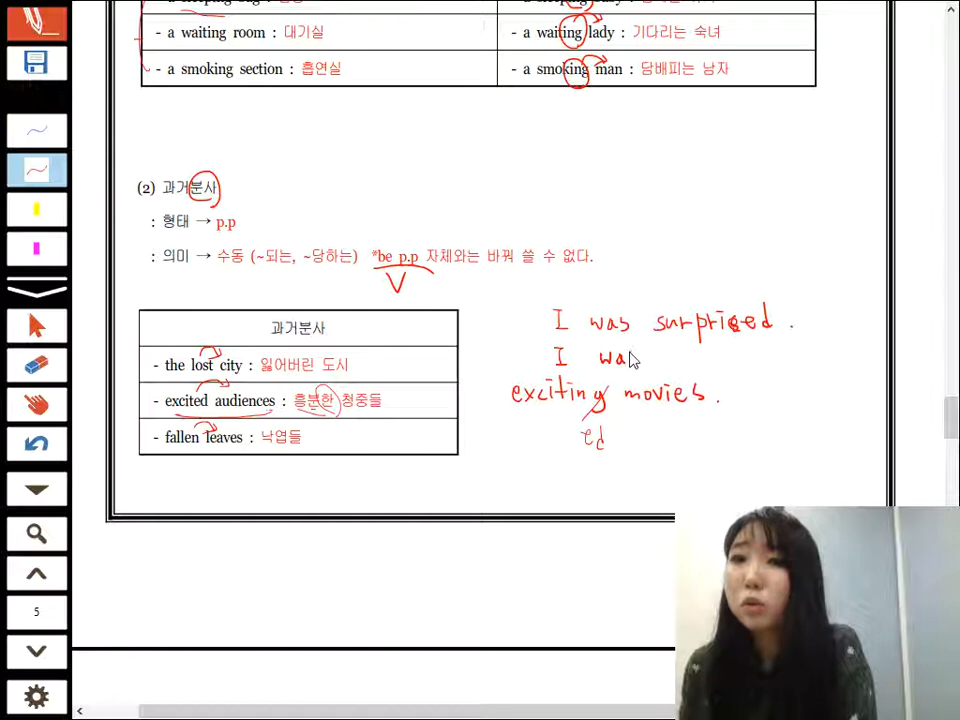 - a waiting room : 대기실
- a waiting lady : 기다리는 숙녀
- a smoking section : 흡연실
- a smoking man : 담배피는 남자
(2) 과거분사
: 형태 → p.p
: 의미 → 수동 (~되는, ~당하는) *be p.p 자체와는 바꿔 쓸 수 없다.
V
과거분사
- the lost city : 잃어버린 도시
- excited audiences : 흥분한 청중들
- fallen leaves : 낙엽들
I was surprised .
I wa
exciting movies .
ed
5